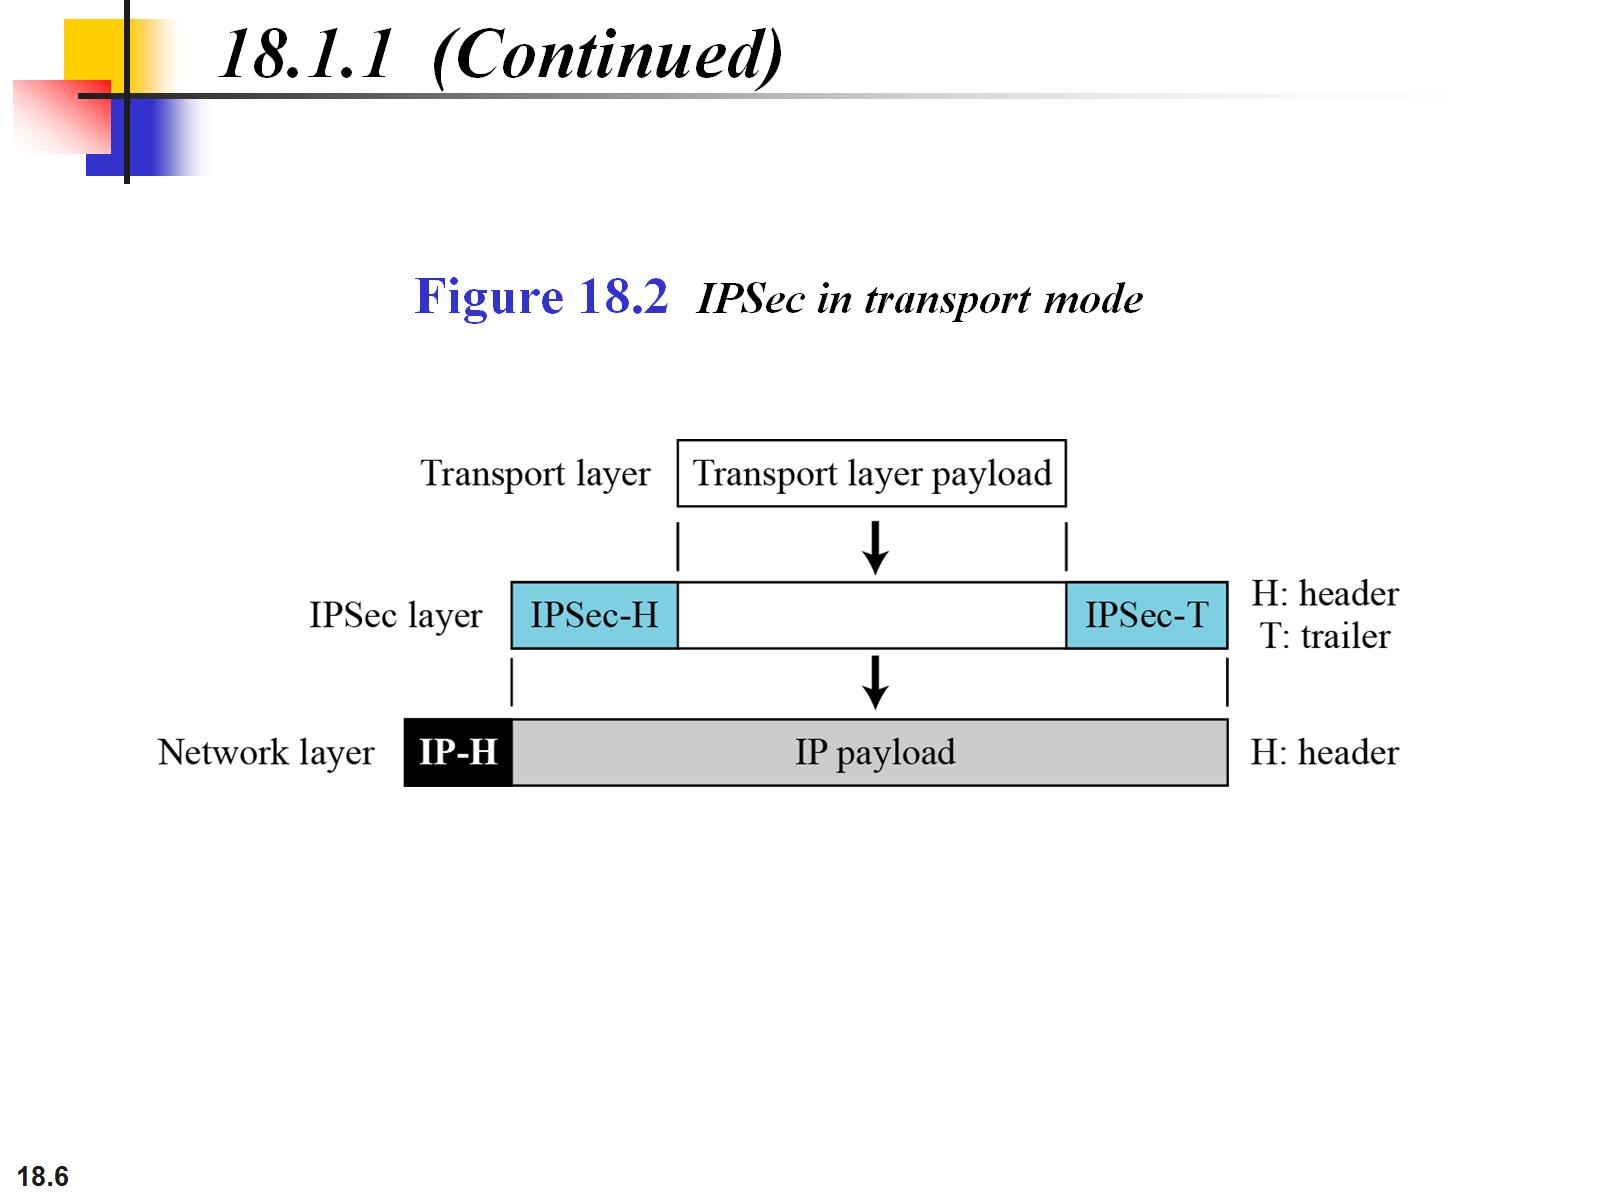 18.1.1 (Continued)
Figure 18.2 IPSec in transport mode
Transport layer Transport layer payload
IPSec layer IPSec-H IPSec-T H: header
T: trailer
Network layer IP-H IP payload H: header
18.6